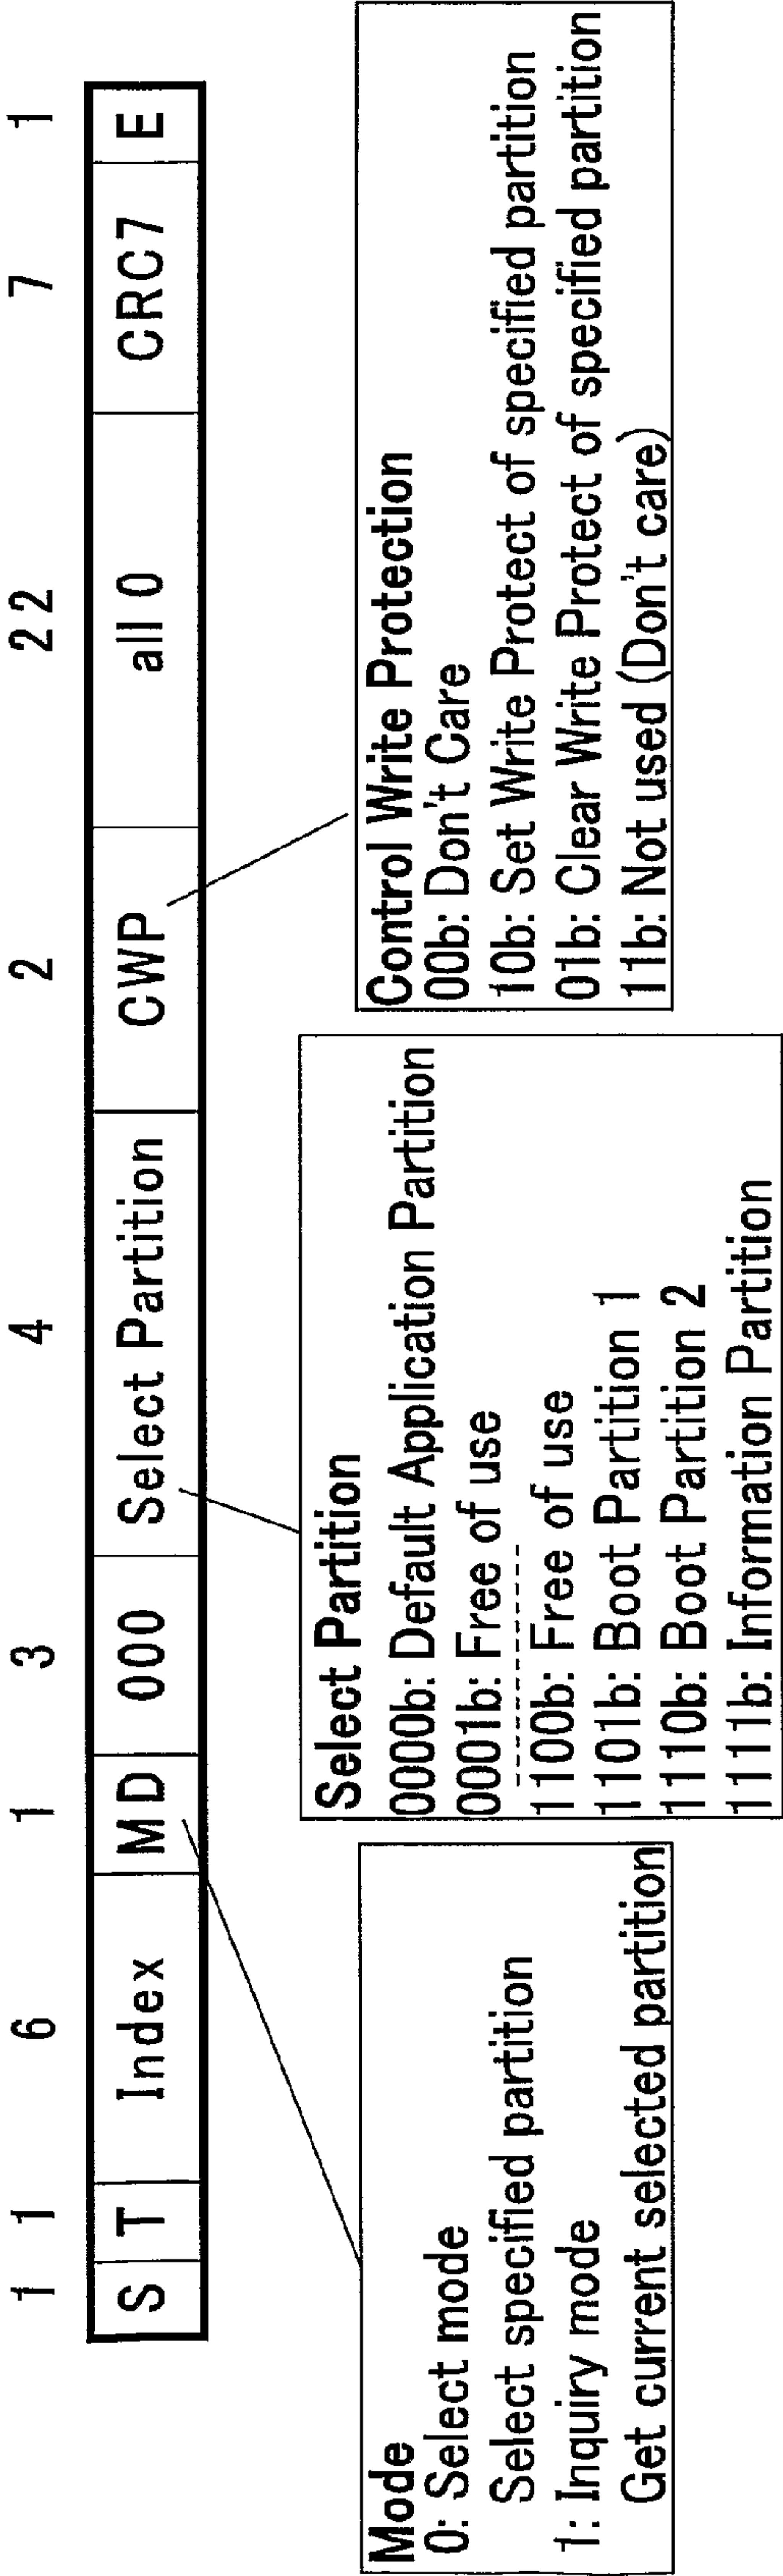 1 1 6 1 3 4 2 22 7 1
S T Index MD 000 Select Partition CWP all 0 CRC7 E
Mode
0: Select mode
Select specified partition
1: Inquiry mode
Get current selected partition
Select Partition
0000b: Default Application Partition
0001b: Free of use
1100b: Free of use
1101b: Boot Partition 1
1110b: Boot Partition 2
1111b: Information Partition
Control Write Protection
00b: Don't Care
10b: Set Write Protect of specified partition
01b: Clear Write Protect of specified partition
11b: Not used (Don't care)